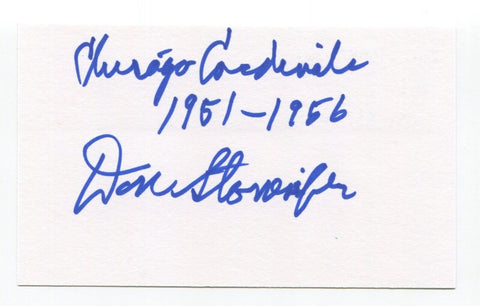 Chicago Cardinals
1951-1956
Don Stonesifer